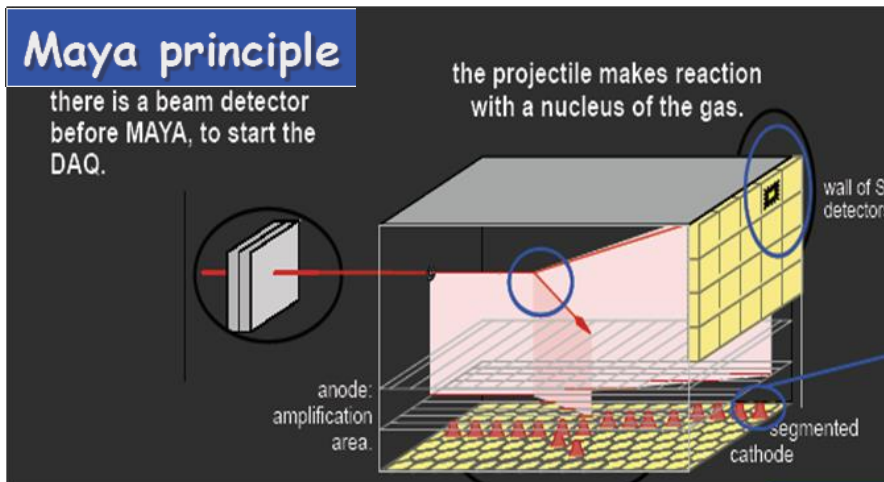 Maya principle
there is a beam detector
before MAYA, to start the
DAQ.
the projectile makes reaction
with a nucleus of the gas.
wall of S
detector
anode:
amplification
area.
segmented
cathode